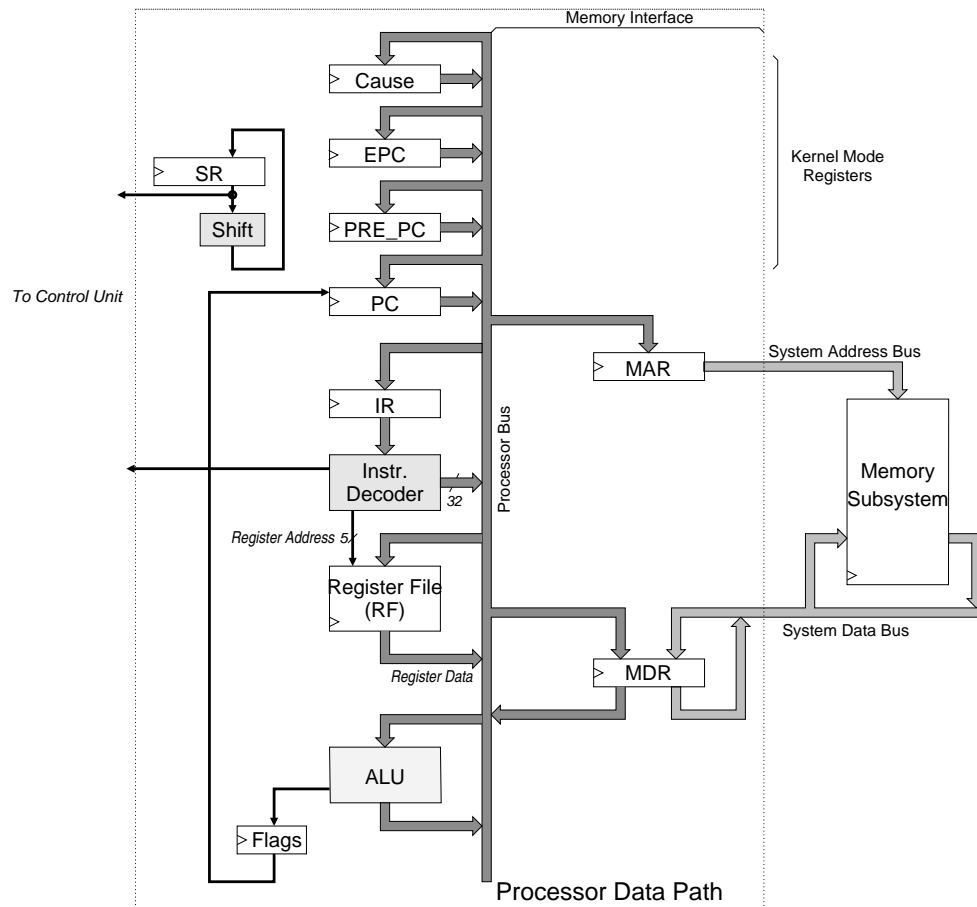 Memory Interface
Cause
EPC
Kernel Mode
Registers
SR
Shift
PRE_PC
To Control Unit
PC
System Address Bus
MAR
IR
Processor Bus
Instr.
Decoder
32
Memory
Subsystem
Register Address 5
Register File
(RF)
System Data Bus
Register Data
MDR
ALU
Flags
Processor Data Path